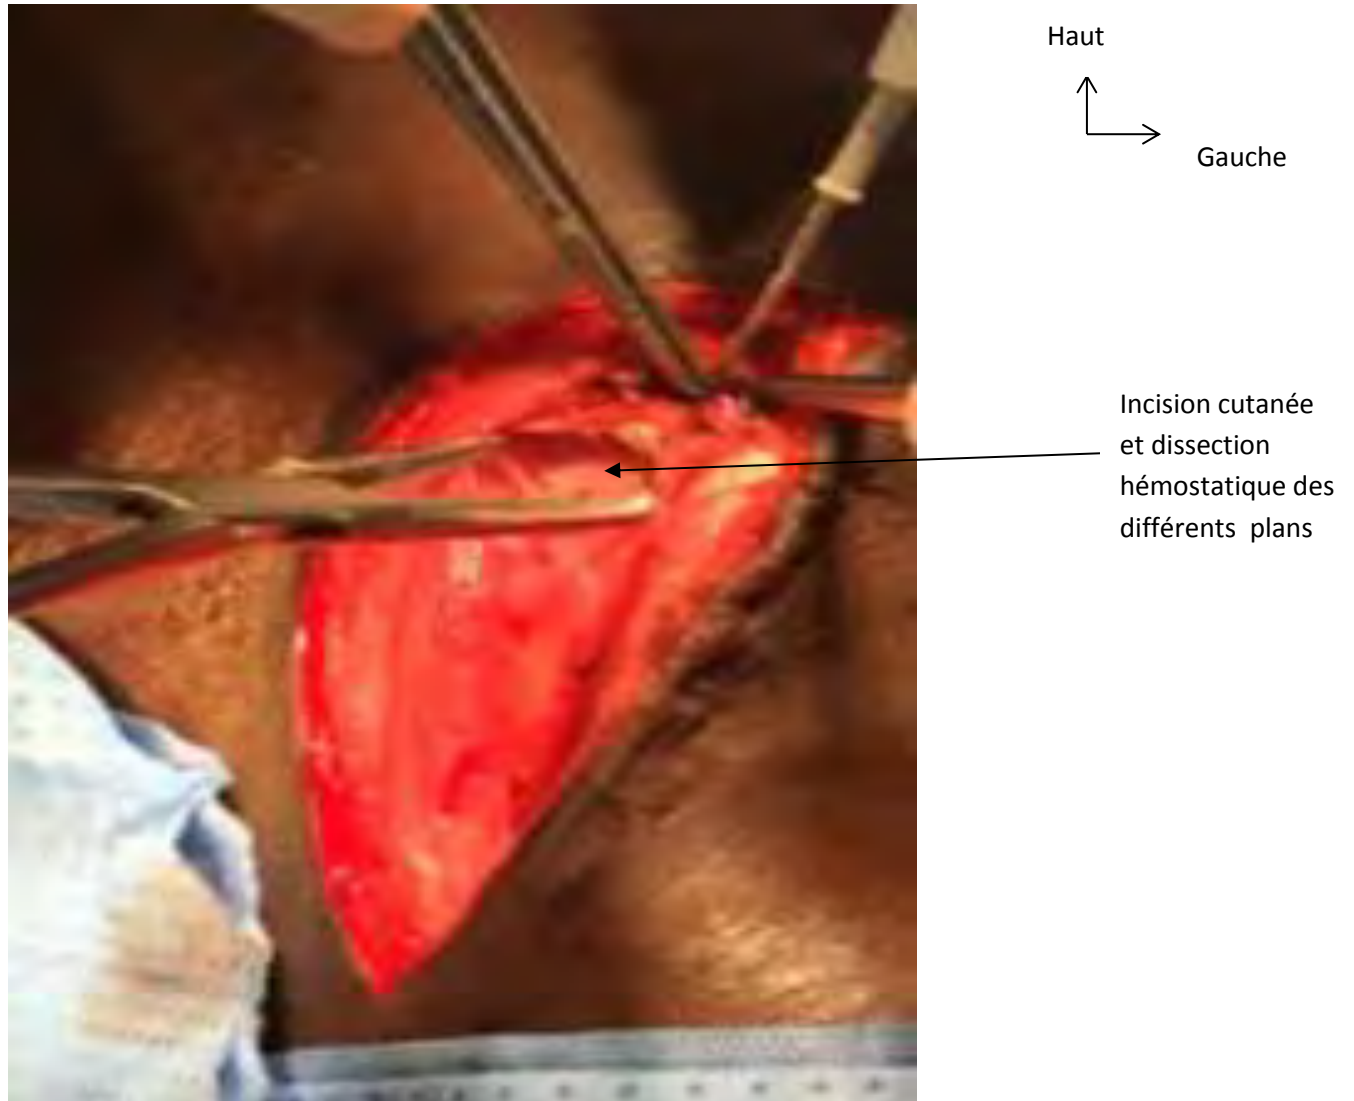 Haut
Gauche
Incision cutanée
et dissection
hémostatique des
différents plans